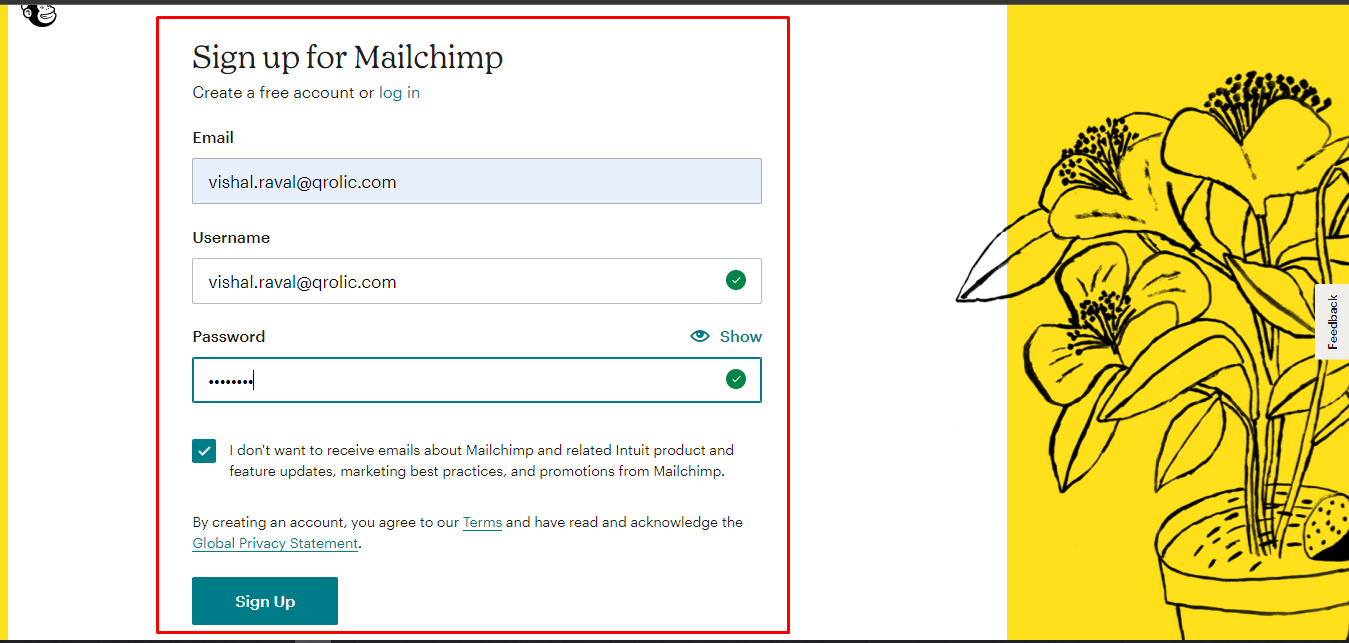 Sign up for Mailchimp
Create a free account or log in
Email
vishal.raval@qrolic.com
Username
vishal.raval@qrolic.com
Password
Show
••••••••
I don't want to receive emails about Mailchimp and related Intuit product and
feature updates, marketing best practices, and promotions from Mailchimp.
By creating an account, you agree to our Terms and have read and acknowledge the
Global Privacy Statement.
Sign Up
Feedback